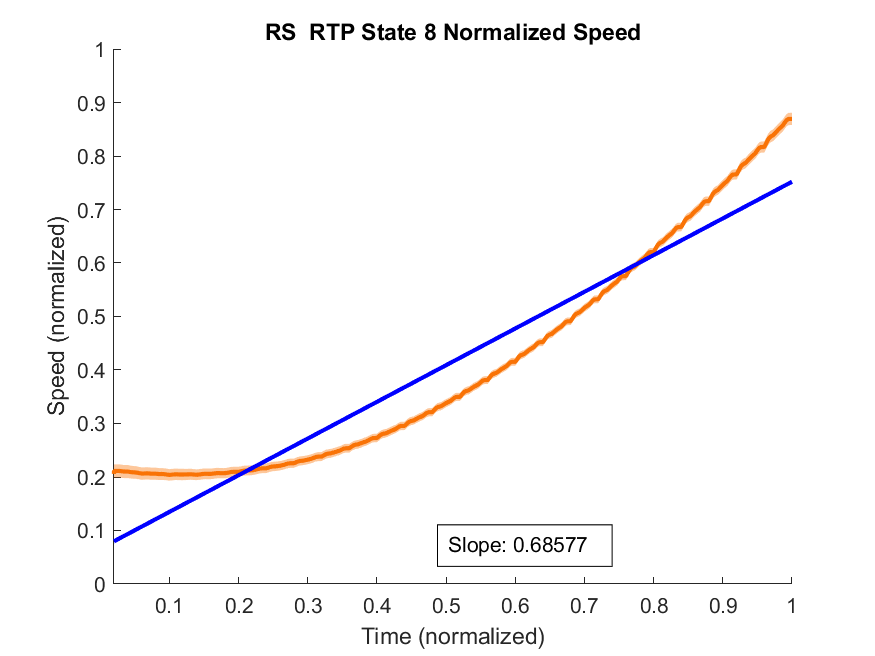 RS  RTP State 8 Normalized Speed
1
0.9
0.8
0.7
0.6
0.5
0.4
0.3
0.2
0.1
0
Speed (normalized)
Slope: 0.68577
0.1 0.2 0.3 0.4 0.5 0.6 0.7 0.8 0.9 1
Time (normalized)